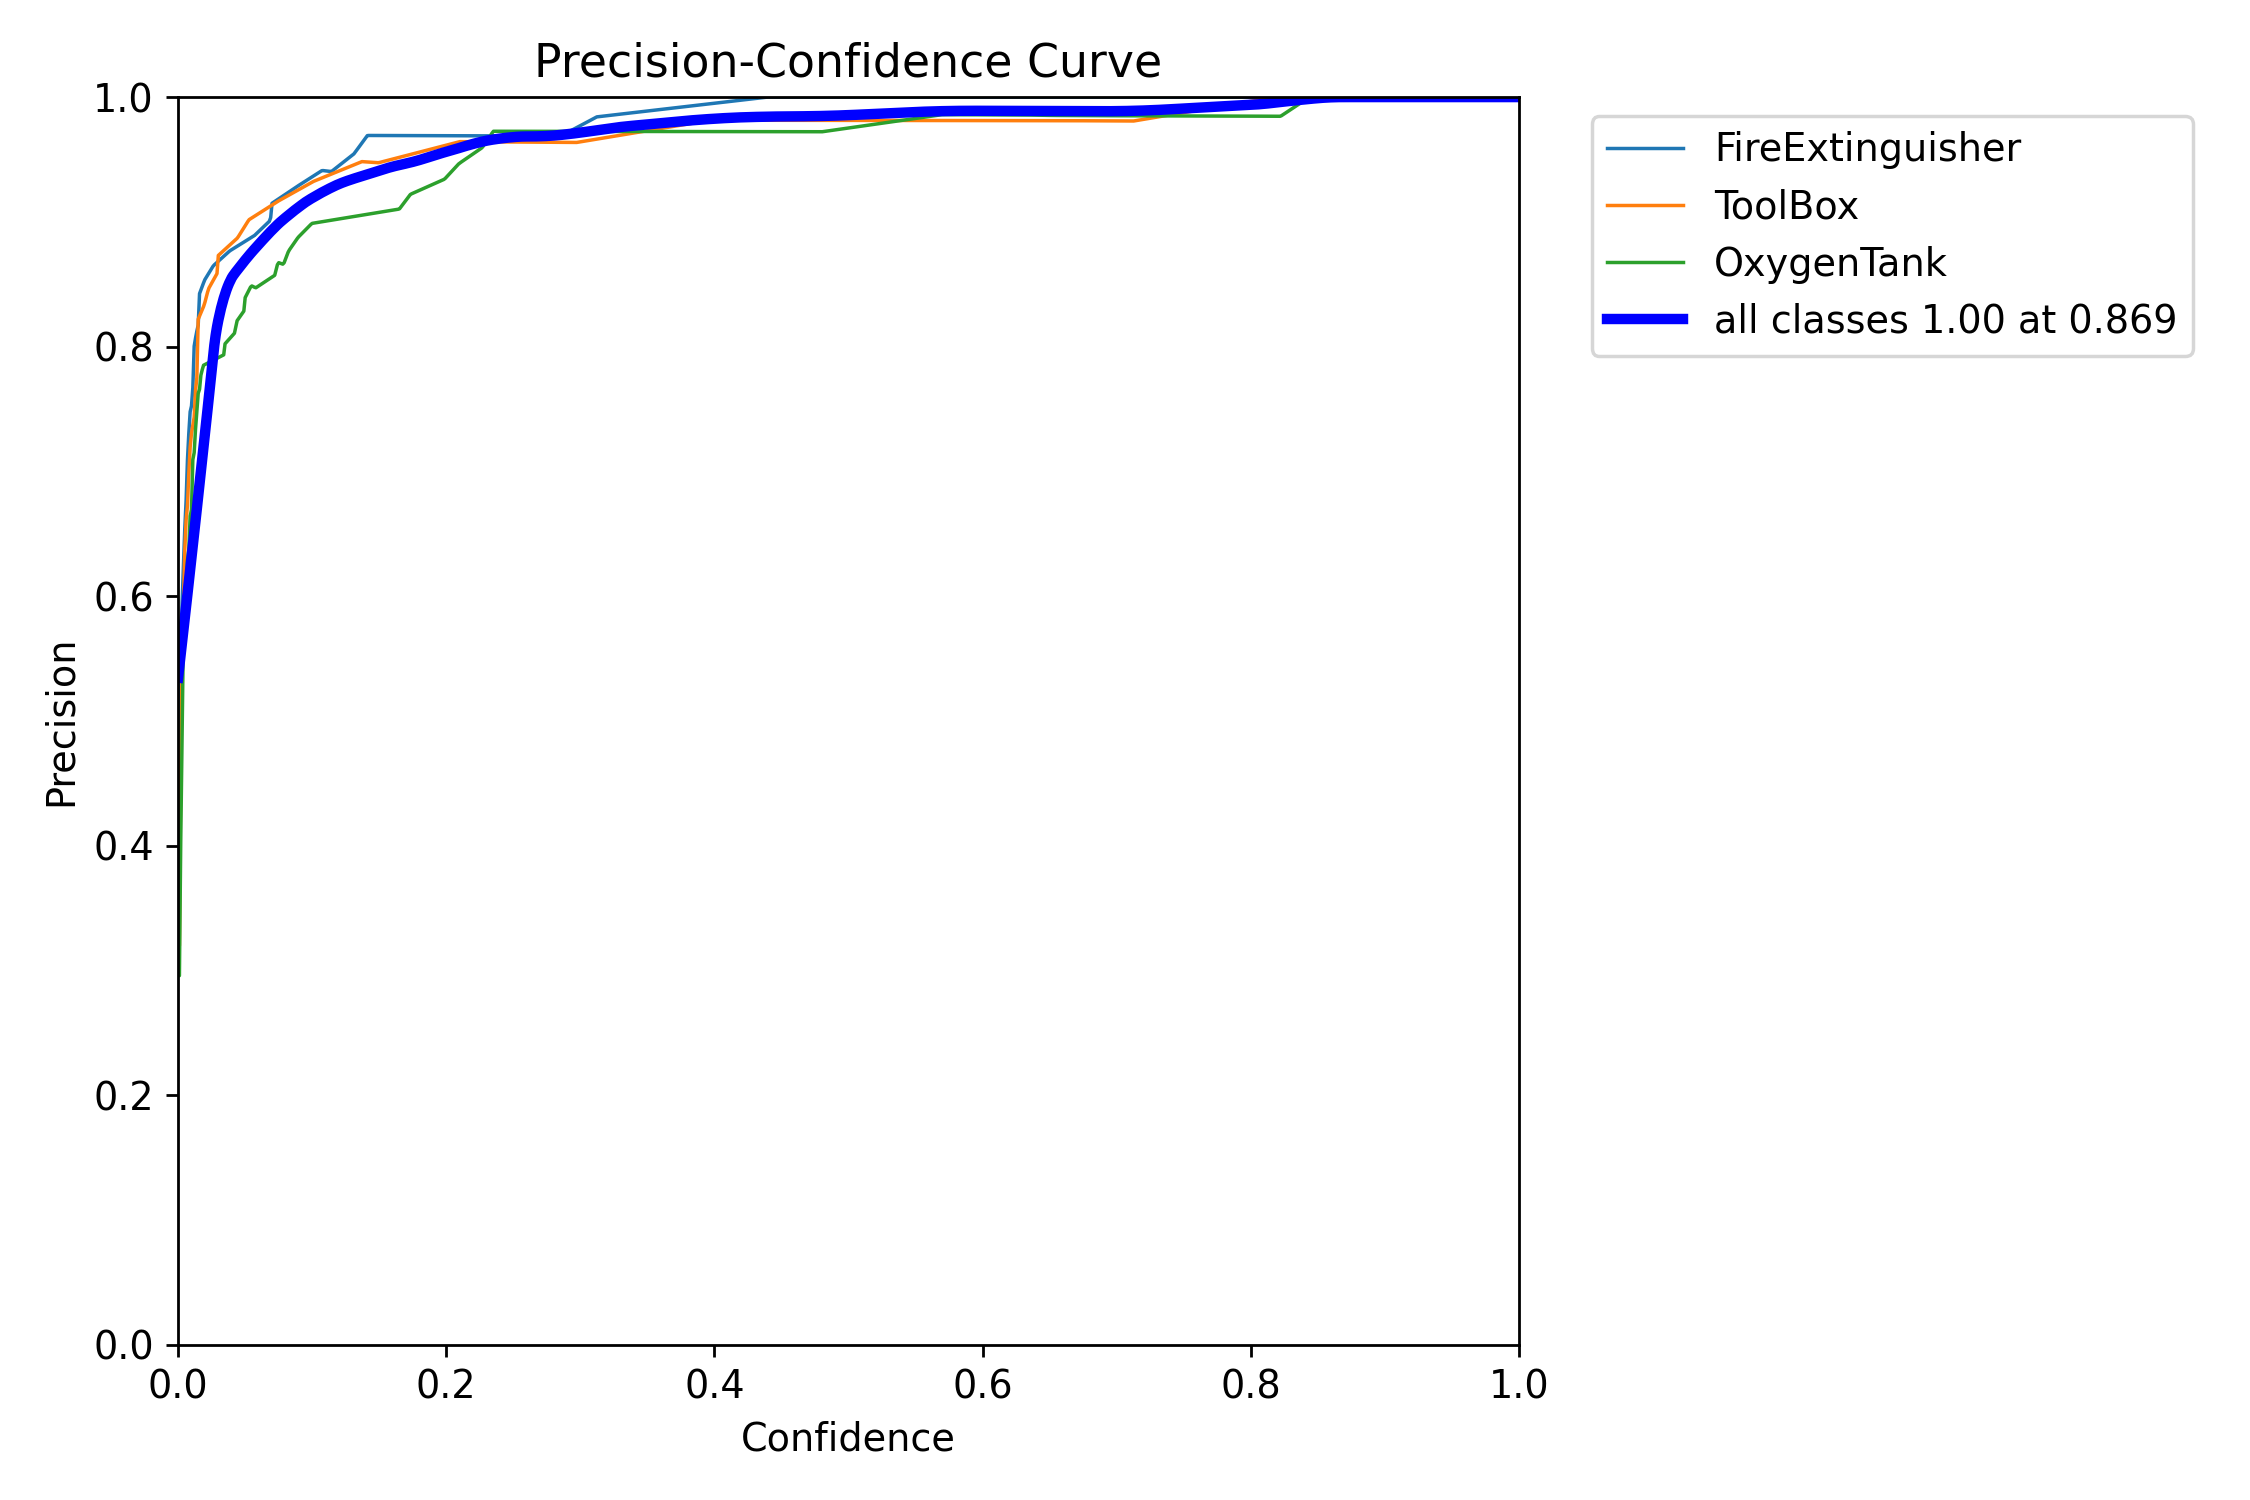 Precision-Confidence Curve
1.0
0.8
0.6
0.4
0.2
0.0
Precision
0.0 0.2 0.4 0.6 0.8 1.0
Confidence
FireExtinguisher
ToolBox
OxygenTank
all classes 1.00 at 0.869